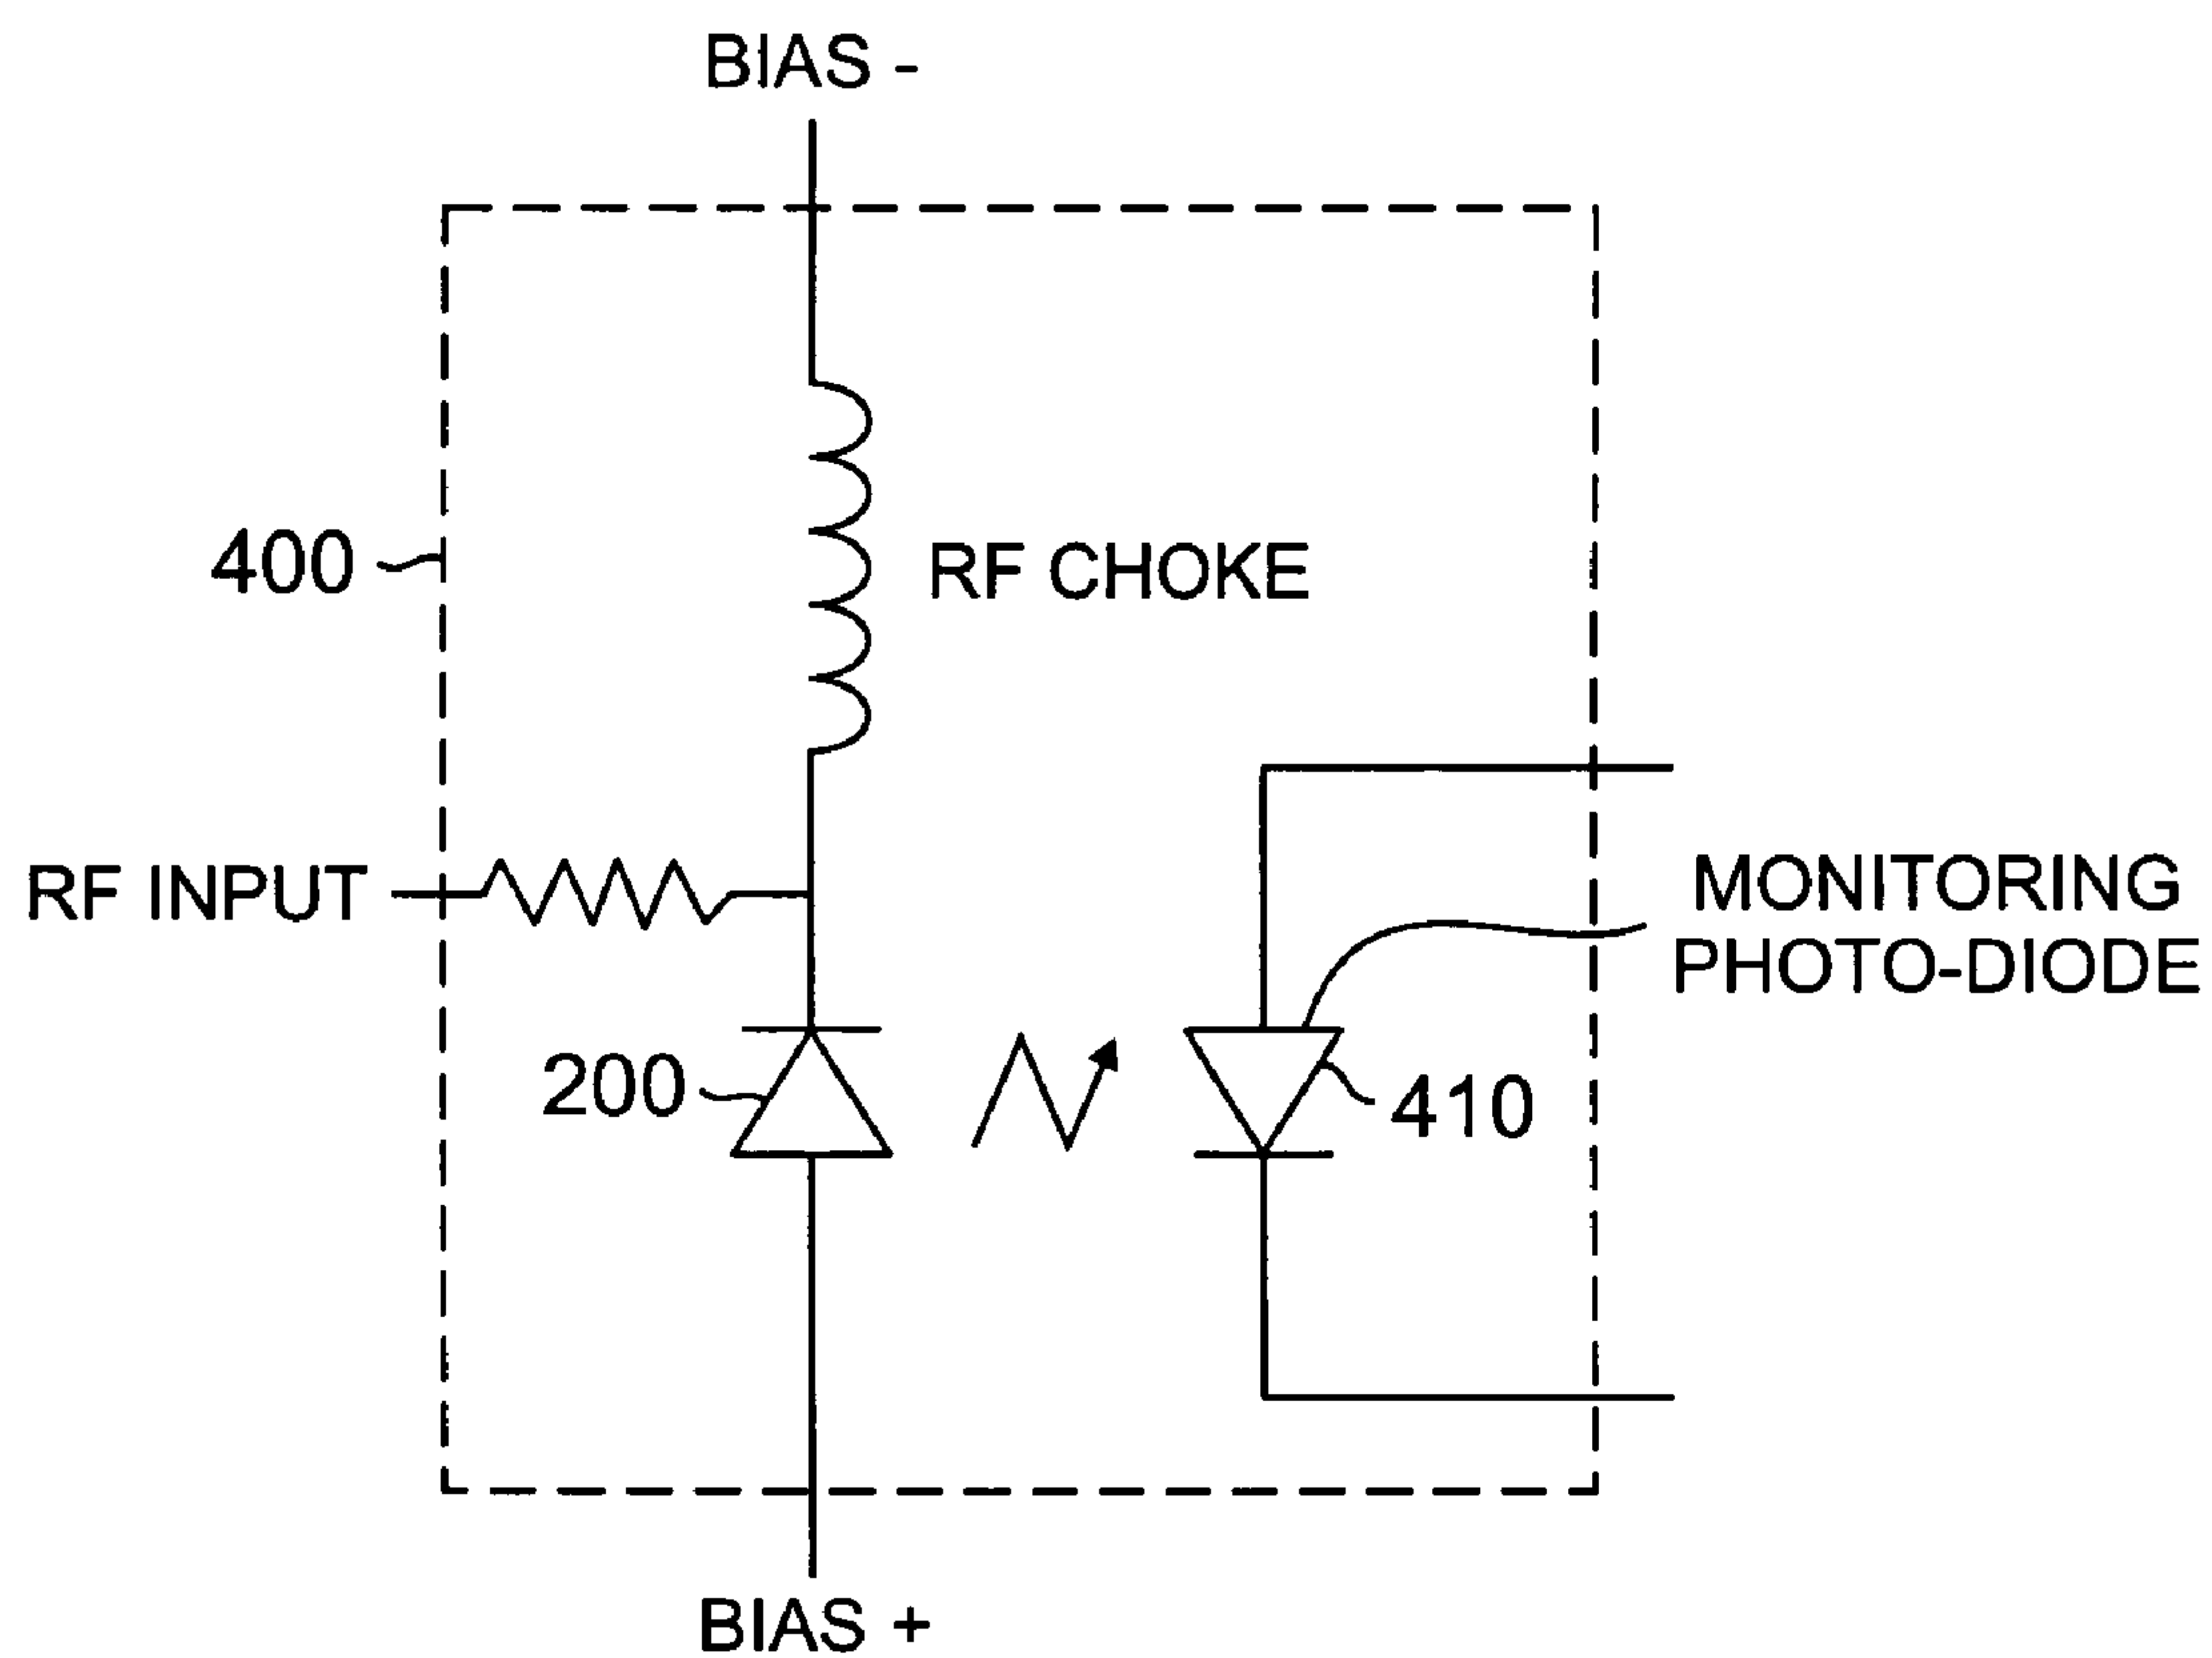 BIAS -
400
RF CHOKE
RF INPUT
MONITORING
PHOTO-DIODE
200
410
BIAS +